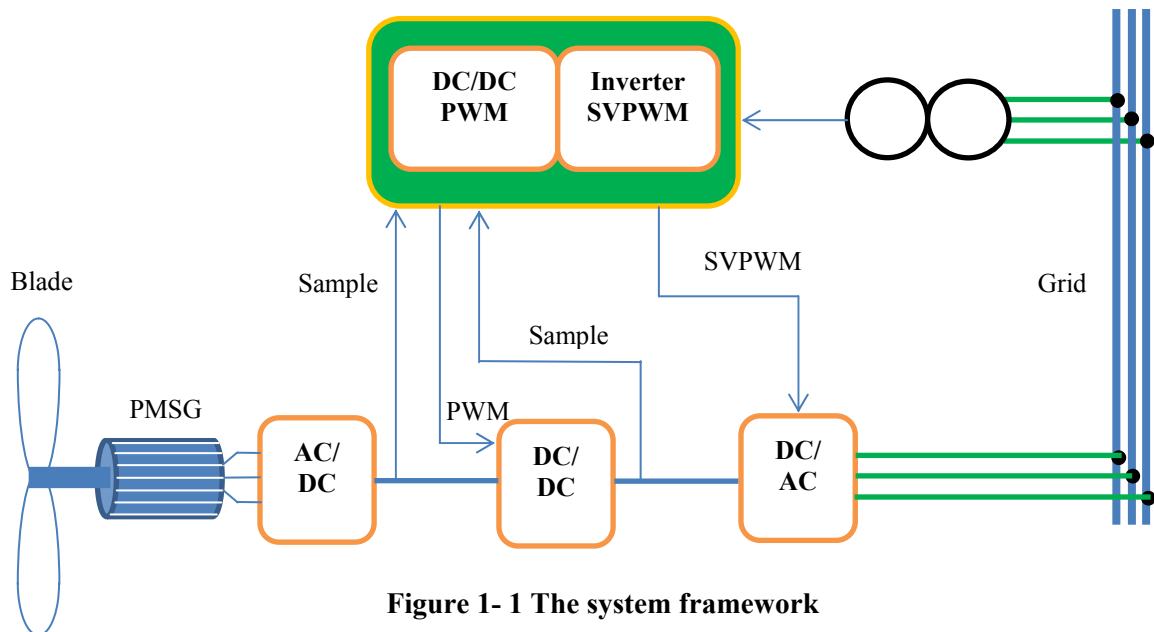 DC/DC
PWM
Inverter
SVPWM
SVPWM
Blade
Sample
Grid
Sample
PMSG
PWM
AC/
DC
DC/
DC
DC/
AC
Figure 1- 1 The system framework